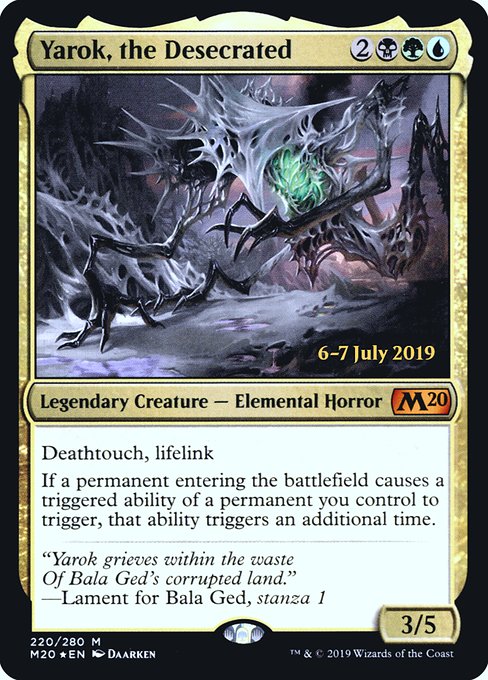 Yarok, the Desecrated 2
6–7 July 2019
Legendary Creature — Elemental Horror M20
Deathtouch, lifelink
If a permanent entering the battlefield causes a
triggered ability of a permanent you control to
trigger, that ability triggers an additional time.
“Yarok grieves within the waste
Of Bala Ged’s corrupted land.”
—Lament for Bala Ged, stanza 1
3/5
220/280 M
M20 ★ EN Daarken
™ & © 2019 Wizards of the Coast